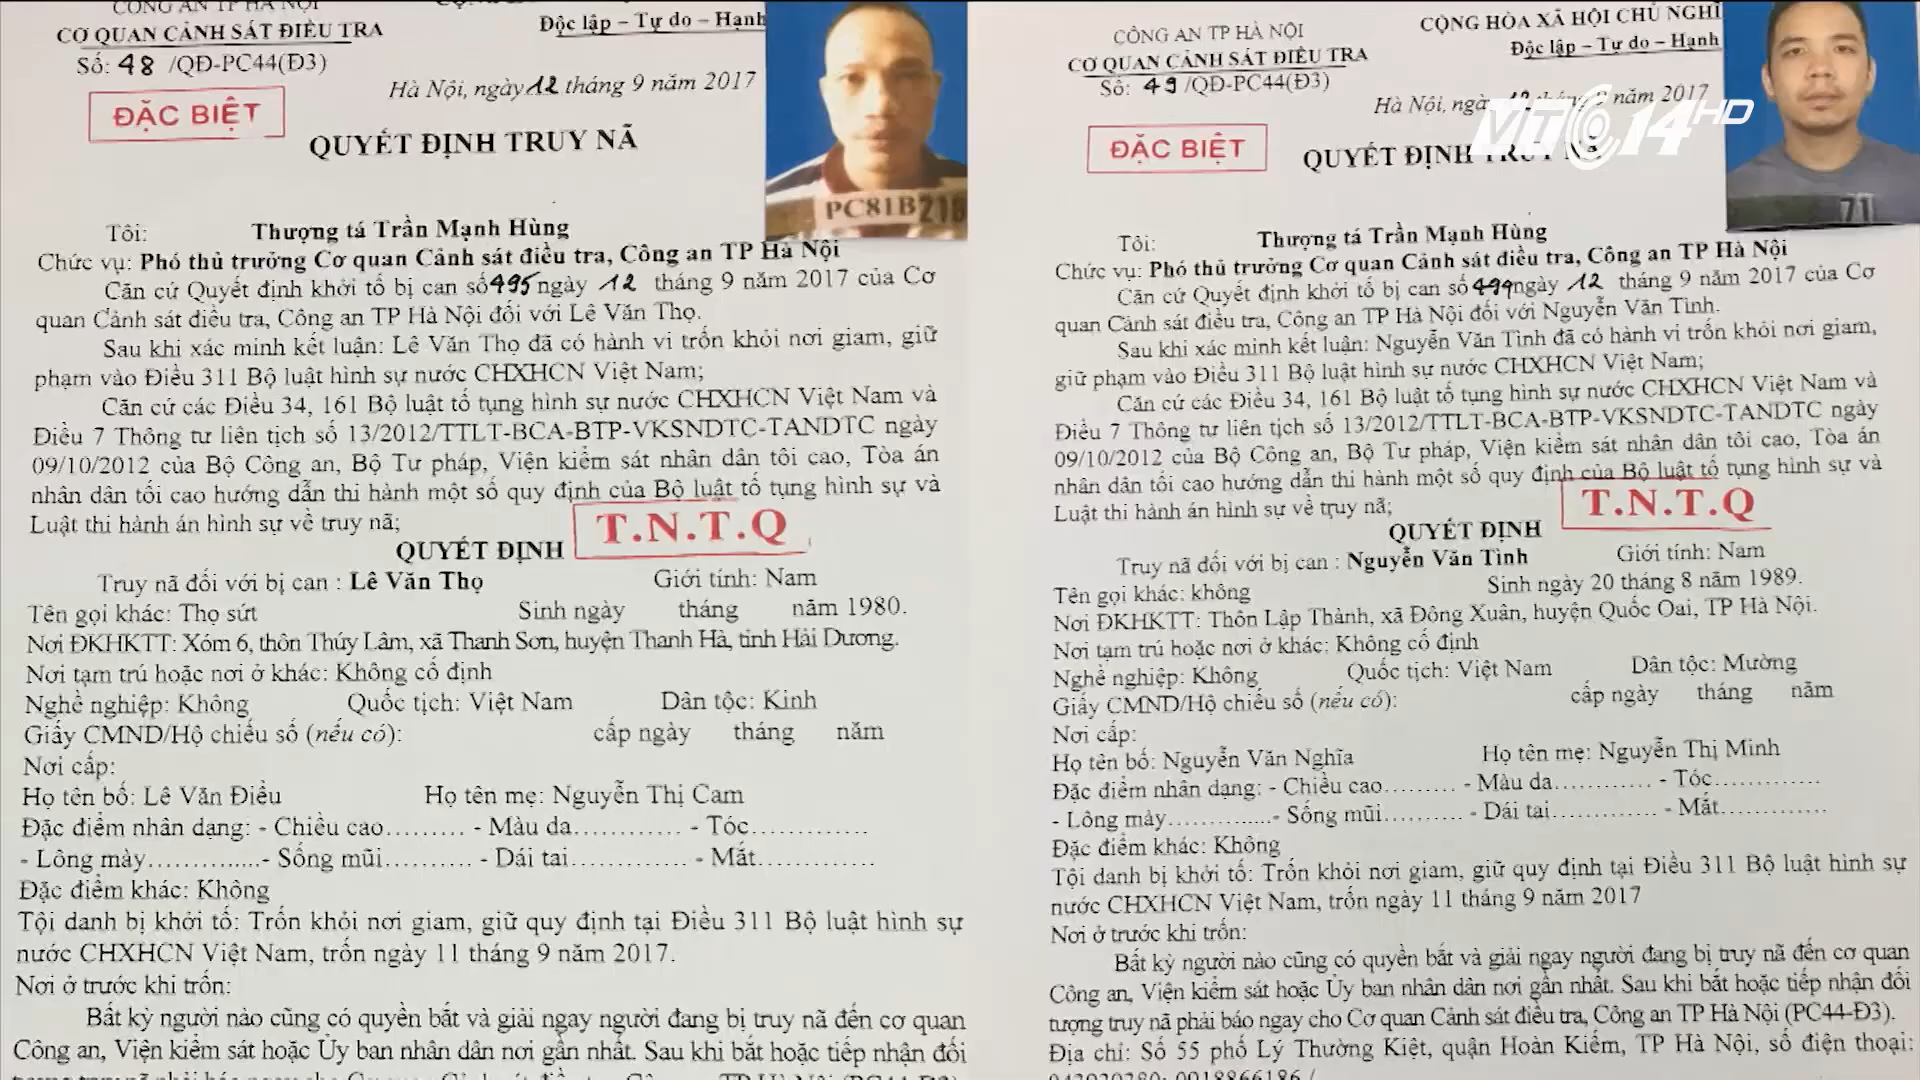 CÔNG AN TP HÀ NỘI
CƠ QUAN CẢNH SÁT ĐIỀU TRA
Độc lập – Tự do – Hạnh
Số: 48 /QĐ-PC44(Đ3)
Hà Nội, ngày 12 tháng 9 năm 2017
ĐẶC BIỆT
QUYẾT ĐỊNH TRUY NÃ
PC81B 21B
Tôi: Thượng tá Trần Mạnh Hùng
Chức vụ: Phó thủ trưởng Cơ quan Cảnh sát điều tra, Công an TP Hà Nội
Căn cứ Quyết định khởi tố bị can số 495 ngày 12 tháng 9 năm 2017 của Cơ
quan Cảnh sát điều tra, Công an TP Hà Nội đối với Lê Văn Thọ.
Sau khi xác minh kết luận: Lê Văn Thọ đã có hành vi trốn khỏi nơi giam, giữ
phạm vào Điều 311 Bộ luật hình sự nước CHXHCN Việt Nam;
Căn cứ các Điều 34, 161 Bộ luật tố tụng hình sự nước CHXHCN Việt Nam và
Điều 7 Thông tư liên tịch số 13/2012/TTLT-BCA-BTP-VKSNDTC-TANDTC ngày
09/10/2012 của Bộ Công an, Bộ Tư pháp, Viện kiểm sát nhân dân tối cao, Tòa án
nhân dân tối cao hướng dẫn thi hành một số quy định của Bộ luật tố tụng hình sự và
Luật thi hành án hình sự về truy nã;
T.N.T.Q
QUYẾT ĐỊNH
Truy nã đối với bị can : Lê Văn Thọ Giới tính: Nam
Tên gọi khác: Thọ sứt Sinh ngày tháng năm 1980.
Nơi ĐKHKTT: Xóm 6, thôn Thúy Lâm, xã Thanh Sơn, huyện Thanh Hà, tỉnh Hải Dương.
Nơi tạm trú hoặc nơi ở khác: Không cố định
Nghề nghiệp: Không Quốc tịch: Việt Nam Dân tộc: Kinh
Giấy CMND/Hộ chiếu số (nếu có): cấp ngày tháng năm
Nơi cấp:
Họ tên bố: Lê Văn Điều Họ tên mẹ: Nguyễn Thị Cam
Đặc điểm nhân dạng: - Chiều cao......... - Màu da............ - Tóc.............
- Lông mày..............- Sống mũi.......... - Dái tai............. - Mắt.............
Đặc điểm khác: Không
Tội danh bị khởi tố: Trốn khỏi nơi giam, giữ quy định tại Điều 311 Bộ luật hình sự
nước CHXHCN Việt Nam, trốn ngày 11 tháng 9 năm 2017.
Nơi ở trước khi trốn:
Bất kỳ người nào cũng có quyền bắt và giải ngay người đang bị truy nã đến cơ quan
Công an, Viện kiểm sát hoặc Ủy ban nhân dân nơi gần nhất. Sau khi bắt hoặc tiếp nhận đối
CÔNG AN TP HÀ NỘI
CƠ QUAN CẢNH SÁT ĐIỀU TRA
CỘNG HÒA XÃ HỘI CHỦ NGHĨ
Độc lập – Tự do – Hạnh
Số: 49 /QĐ-PC44(Đ3)
Hà Nội, ngày 12 tháng 9 năm 2017
VTC14 HD
ĐẶC BIỆT
QUYẾT ĐỊNH TRUY NÃ
71
Tôi: Thượng tá Trần Mạnh Hùng
Chức vụ: Phó thủ trưởng Cơ quan Cảnh sát điều tra, Công an TP Hà Nội
Căn cứ Quyết định khởi tố bị can số 494 ngày 12 tháng 9 năm 2017 của Cơ
quan Cảnh sát điều tra, Công an TP Hà Nội đối với Nguyễn Văn Tình.
Sau khi xác minh kết luận: Nguyễn Văn Tình đã có hành vi trốn khỏi nơi giam,
giữ phạm vào Điều 311 Bộ luật hình sự nước CHXHCN Việt Nam;
Căn cứ các Điều 34, 161 Bộ luật tố tụng hình sự nước CHXHCN Việt Nam và
Điều 7 Thông tư liên tịch số 13/2012/TTLT-BCA-BTP-VKSNDTC-TANDTC ngày
09/10/2012 của Bộ Công an, Bộ Tư pháp, Viện kiểm sát nhân dân tối cao, Tòa án
nhân dân tối cao hướng dẫn thi hành một số quy định của Bộ luật tố tụng hình sự và
Luật thi hành án hình sự về truy nã;
T.N.T.Q
QUYẾT ĐỊNH
Truy nã đối với bị can : Nguyễn Văn Tình Giới tính: Nam
Tên gọi khác: không Sinh ngày 20 tháng 8 năm 1989.
Nơi ĐKHKTT: Thôn Lập Thành, xã Đông Xuân, huyện Quốc Oai, TP Hà Nội.
Nơi tạm trú hoặc nơi ở khác: Không cố định
Nghề nghiệp: Không Quốc tịch: Việt Nam Dân tộc: Mường
Giấy CMND/Hộ chiếu số (nếu có): cấp ngày tháng năm
Nơi cấp:
Họ tên bố: Nguyễn Văn Nghĩa Họ tên mẹ: Nguyễn Thị Minh
Đặc điểm nhân dạng: - Chiều cao......... - Màu da............ - Tóc.............
- Lông mày..............- Sống mũi.......... - Dái tai............. - Mắt.............
Đặc điểm khác: Không
Tội danh bị khởi tố: Trốn khỏi nơi giam, giữ quy định tại Điều 311 Bộ luật hình sự
nước CHXHCN Việt Nam, trốn ngày 11 tháng 9 năm 2017
Nơi ở trước khi trốn:
Bất kỳ người nào cũng có quyền bắt và giải ngay người đang bị truy nã đến cơ quan
Công an, Viện kiểm sát hoặc Ủy ban nhân dân nơi gần nhất. Sau khi bắt hoặc tiếp nhận đối
tượng truy nã phải báo ngay cho Cơ quan Cảnh sát điều tra, Công an TP Hà Nội (PC44-Đ3).
Địa chỉ: Số 55 phố Lý Thường Kiệt, quận Hoàn Kiếm, TP Hà Nội, số điện thoại: